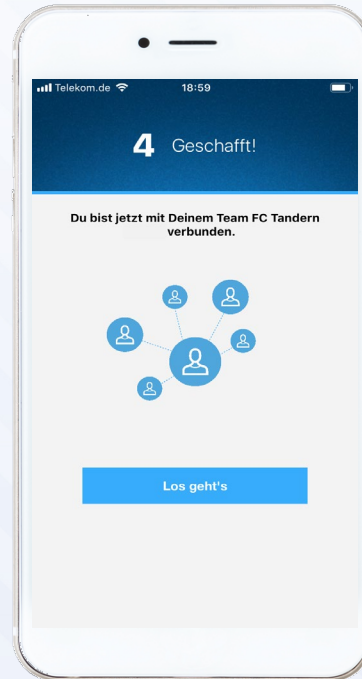 Telekom.de 18:59
4 Geschafft!
Du bist jetzt mit Deinem Team FC Tandern
verbunden.
Los geht's